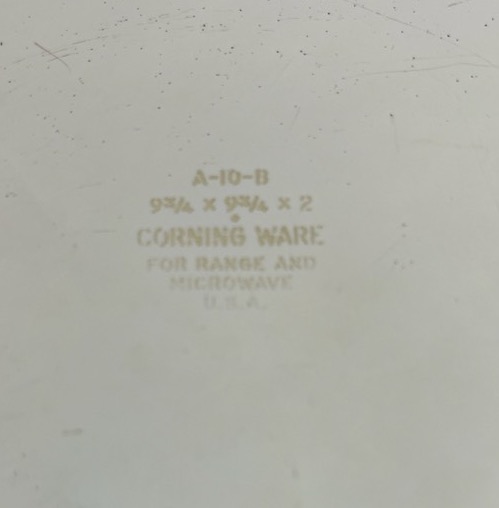 A-10-B
9¾ x 9¾ x 2
CORNING WARE
FOR RANGE AND
MICROWAVE
U.S.A.